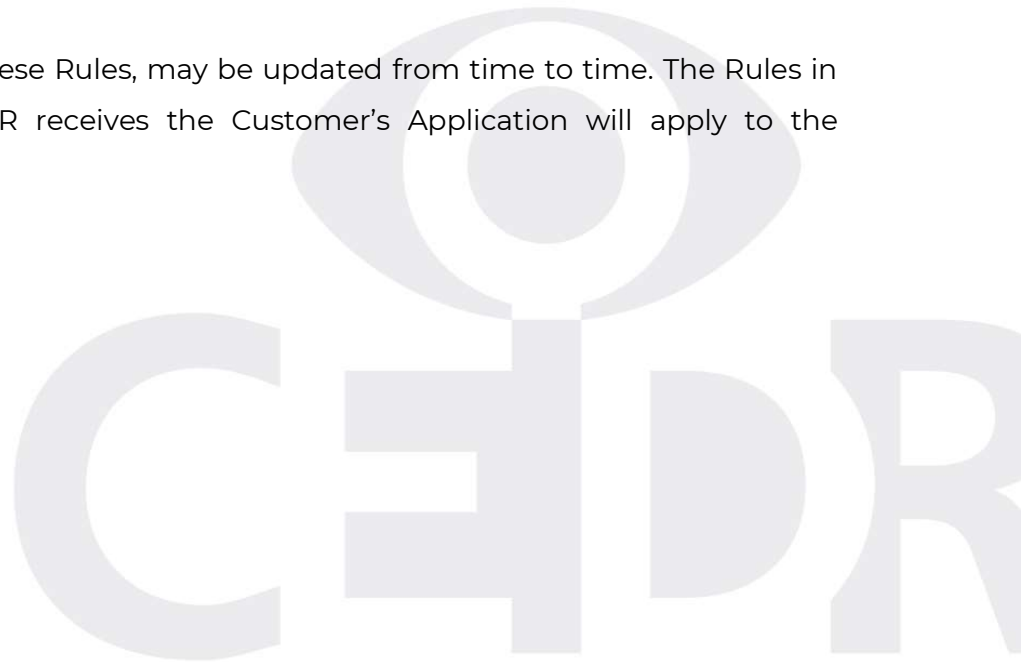 ese Rules, may be updated from time to time. The Rules in
R receives the Customer’s Application will apply to the
CEDR